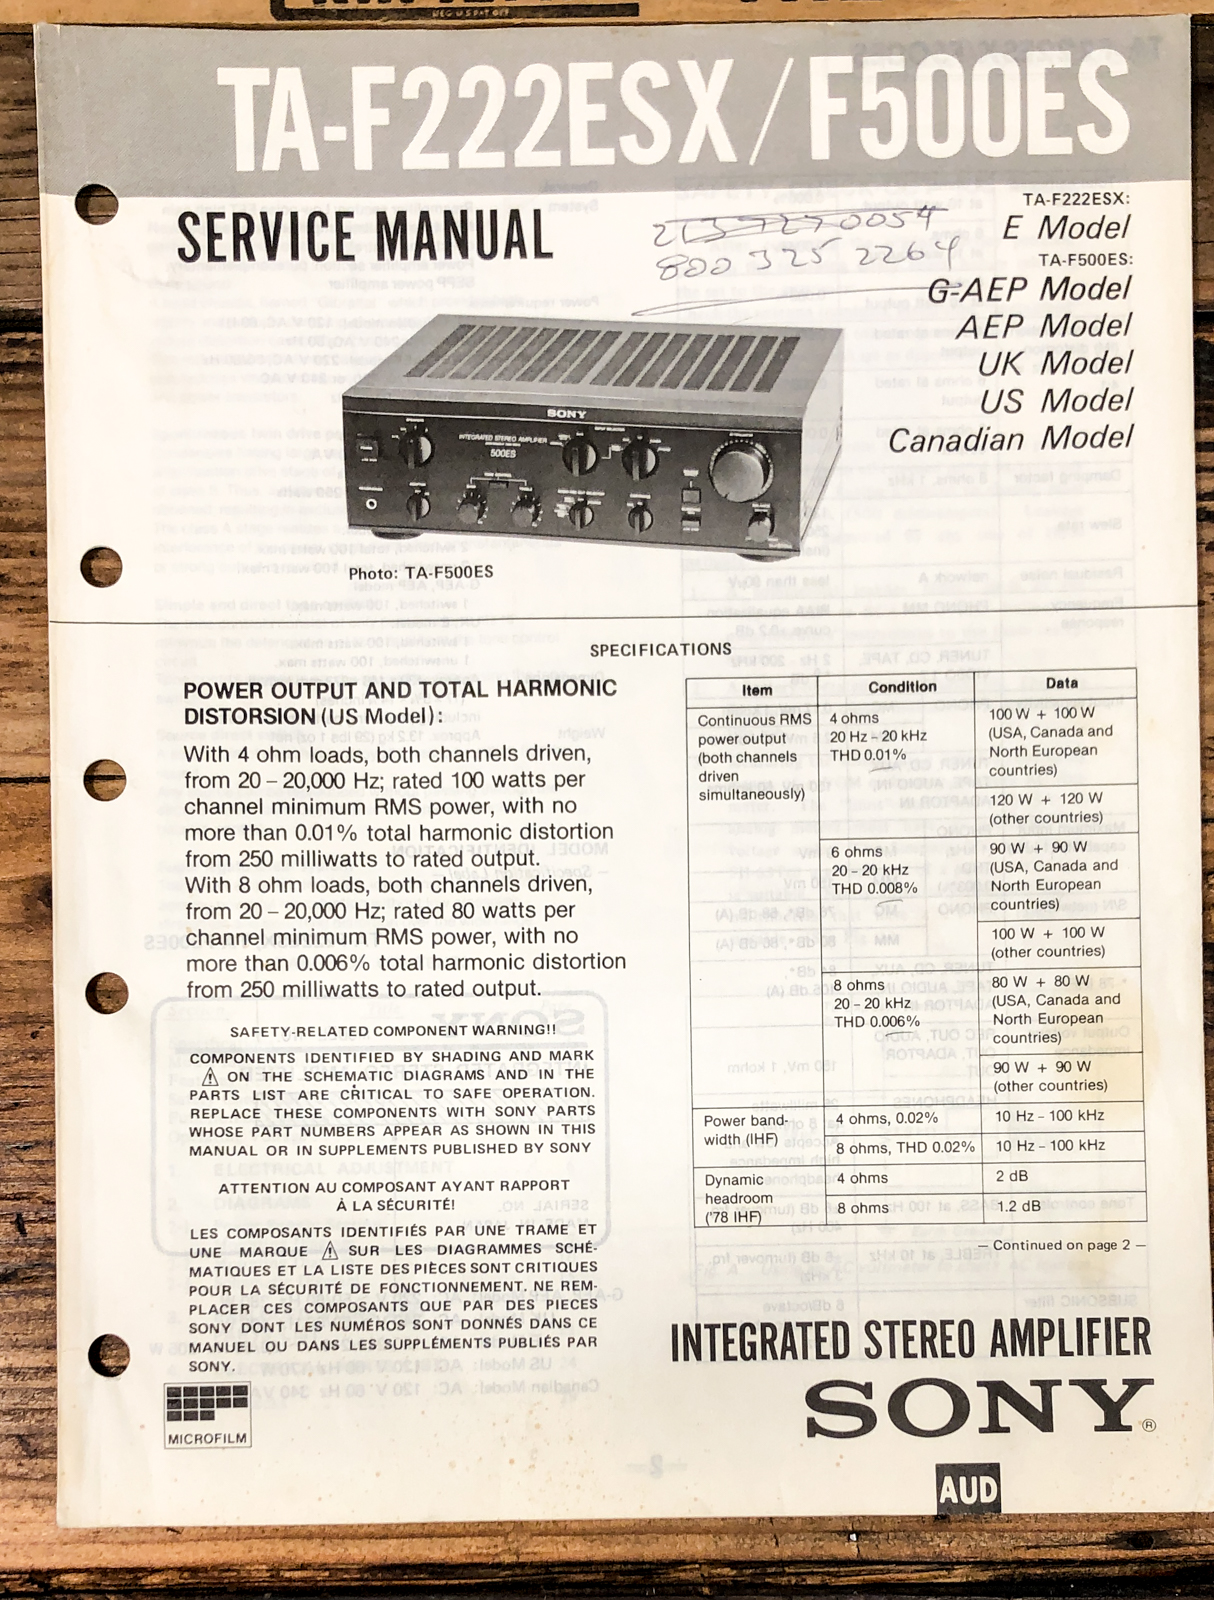 TA-F222ESX/F500ES
SERVICE MANUAL
TA-F222ESX:
E Model
TA-F500ES:
G-AEP Model
AEP Model
UK Model
US Model
Canadian Model
800 325 2264
SONY
INTEGRATED STEREO AMPLIFIER
500ES
Photo: TA-F500ES
SPECIFICATIONS
POWER OUTPUT AND TOTAL HARMONIC
DISTORSION (US Model):
With 4 ohm loads, both channels driven,
from 20 – 20,000 Hz; rated 100 watts per
channel minimum RMS power, with no
more than 0.01% total harmonic distortion
from 250 milliwatts to rated output.
With 8 ohm loads, both channels driven,
from 20 – 20,000 Hz; rated 80 watts per
channel minimum RMS power, with no
more than 0.006% total harmonic distortion
from 250 milliwatts to rated output.
SAFETY-RELATED COMPONENT WARNING!!
COMPONENTS IDENTIFIED BY SHADING AND MARK
⚠ ON THE SCHEMATIC DIAGRAMS AND IN THE
PARTS LIST ARE CRITICAL TO SAFE OPERATION.
REPLACE THESE COMPONENTS WITH SONY PARTS
WHOSE PART NUMBERS APPEAR AS SHOWN IN THIS
MANUAL OR IN SUPPLEMENTS PUBLISHED BY SONY
ATTENTION AU COMPOSANT AYANT RAPPORT
À LA SÉCURITÉ!
LES COMPOSANTS IDENTIFIÉS PAR UNE TRAME ET
UNE MARQUE ⚠ SUR LES DIAGRAMMES SCHÉ-
MATIQUES ET LA LISTE DES PIÈCES SONT CRITIQUES
POUR LA SÉCURITÉ DE FONCTIONNEMENT. NE REM-
PLACER CES COMPOSANTS QUE PAR DES PIECES
SONY DONT LES NUMÉROS SONT DONNÉS DANS CE
MANUEL OU DANS LES SUPPLÉMENTS PUBLIÉS PAR
SONY.
MICROFILM
Item Condition Data
Continuous RMS 4 ohms 100 W + 100 W
power output 20 Hz – 20 kHz (USA, Canada and
(both channels THD 0.01% North European
driven countries)
simultaneously) 120 W + 120 W
(other countries)
6 ohms 90 W + 90 W
20 – 20 kHz (USA, Canada and
THD 0.008% North European
countries)
100 W + 100 W
(other countries)
8 ohms 80 W + 80 W
20 – 20 kHz (USA, Canada and
THD 0.006% North European
countries)
90 W + 90 W
(other countries)
Power band- 4 ohms, 0.02% 10 Hz – 100 kHz
width (IHF) 8 ohms, THD 0.02% 10 Hz – 100 kHz
Dynamic 4 ohms 2 dB
headroom
('78 IHF) 8 ohms 1.2 dB
— Continued on page 2 —
INTEGRATED STEREO AMPLIFIER
SONY®
AUD